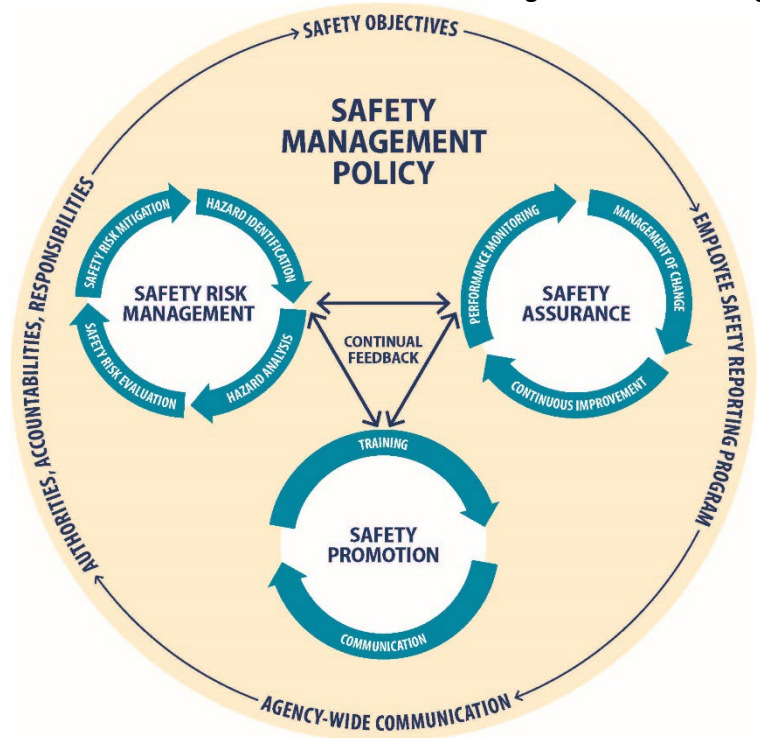 SAFETY OBJECTIVES
SAFETY
MANAGEMENT
POLICY
AUTHORITIES, ACCOUNTABILITIES, RESPONSIBILITIES
EMPLOYEE SAFETY REPORTING PROGRAM
SAFETY RISK MITIGATION
HAZARD IDENTIFICATION
SAFETY RISK
MANAGEMENT
SAFETY RISK EVALUATION
HAZARD ANALYSIS
CONTINUAL
FEEDBACK
PERFORMANCE MONITORING
MANAGEMENT OF CHANGE
SAFETY
ASSURANCE
CONTINUOUS IMPROVEMENT
TRAINING
SAFETY
PROMOTION
COMMUNICATION
AGENCY-WIDE COMMUNICATION